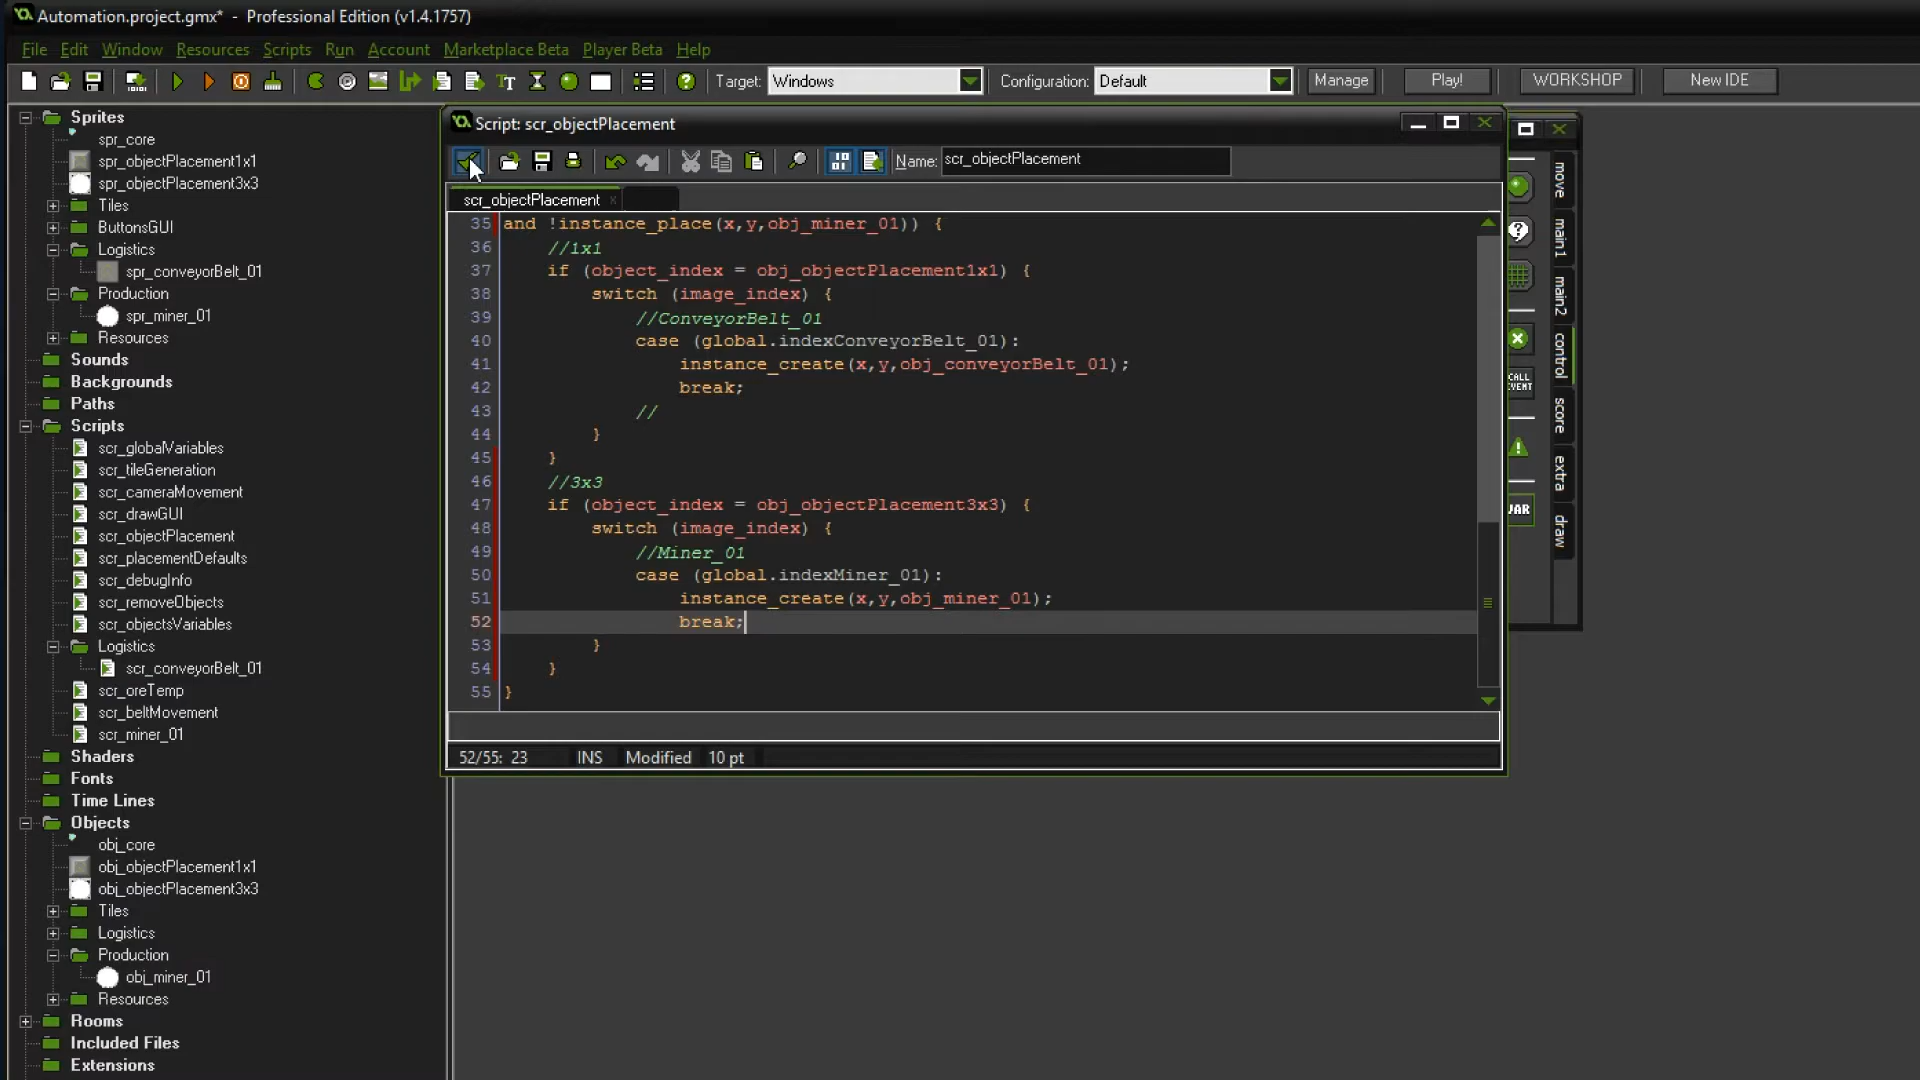 Automation.project.gmx* - Professional Edition (v1.4.1757)
File Edit Window Resources Scripts Run Account Marketplace Beta Player Beta Help
Target: Windows Configuration: Default Manage Play! WORKSHOP New IDE
Sprites
spr_core
spr_objectPlacement1x1
spr_objectPlacement3x3
Tiles
ButtonsGUI
Logistics
spr_conveyorBelt_01
Production
spr_miner_01
Resources
Sounds
Backgrounds
Paths
Scripts
scr_globalVariables
scr_tileGeneration
scr_cameraMovement
scr_drawGUI
scr_objectPlacement
scr_placementDefaults
scr_debugInfo
scr_removeObjects
scr_objectsVariables
Logistics
scr_conveyorBelt_01
scr_oreTemp
scr_beltMovement
scr_miner_01
Shaders
Fonts
Time Lines
Objects
obj_core
obj_objectPlacement1x1
obj_objectPlacement3x3
Tiles
Logistics
Production
obj_miner_01
Resources
Rooms
Included Files
Extensions
Script: scr_objectPlacement
Name: scr_objectPlacement
scr_objectPlacement
35 and !instance_place(x,y,obj_miner_01)) {
36 //1x1
37 if (object_index = obj_objectPlacement1x1) {
38 switch (image_index) {
39 //ConveyorBelt_01
40 case (global.indexConveyorBelt_01):
41 instance_create(x,y,obj_conveyorBelt_01);
42 break;
43 //
44 }
45 }
46 //3x3
47 if (object_index = obj_objectPlacement3x3) {
48 switch (image_index) {
49 //Miner_01
50 case (global.indexMiner_01):
51 instance_create(x,y,obj_miner_01);
52 break;
53 }
54 }
55 }
52/55: 23 INS Modified 10 pt
move
main1
main2
control
score
extra
draw
CALL
EVENT
VAR